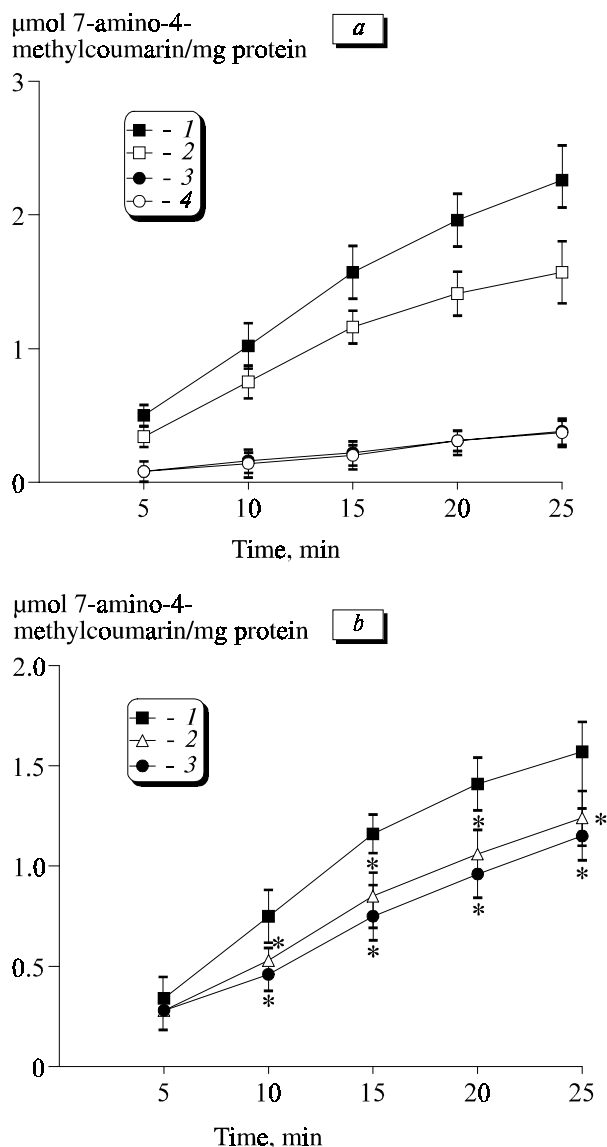 µmol 7-amino-4-
methylcoumarin/mg protein
a
3
- 1
- 2
- 3
- 4
2
1
0
5 10 15 20 25
Time, min
µmol 7-amino-4-
methylcoumarin/mg protein
b
2.0
- 1
- 2
- 3
1.5
1.0
0.5
0
* * * *
* * * *
5 10 15 20 25
Time, min